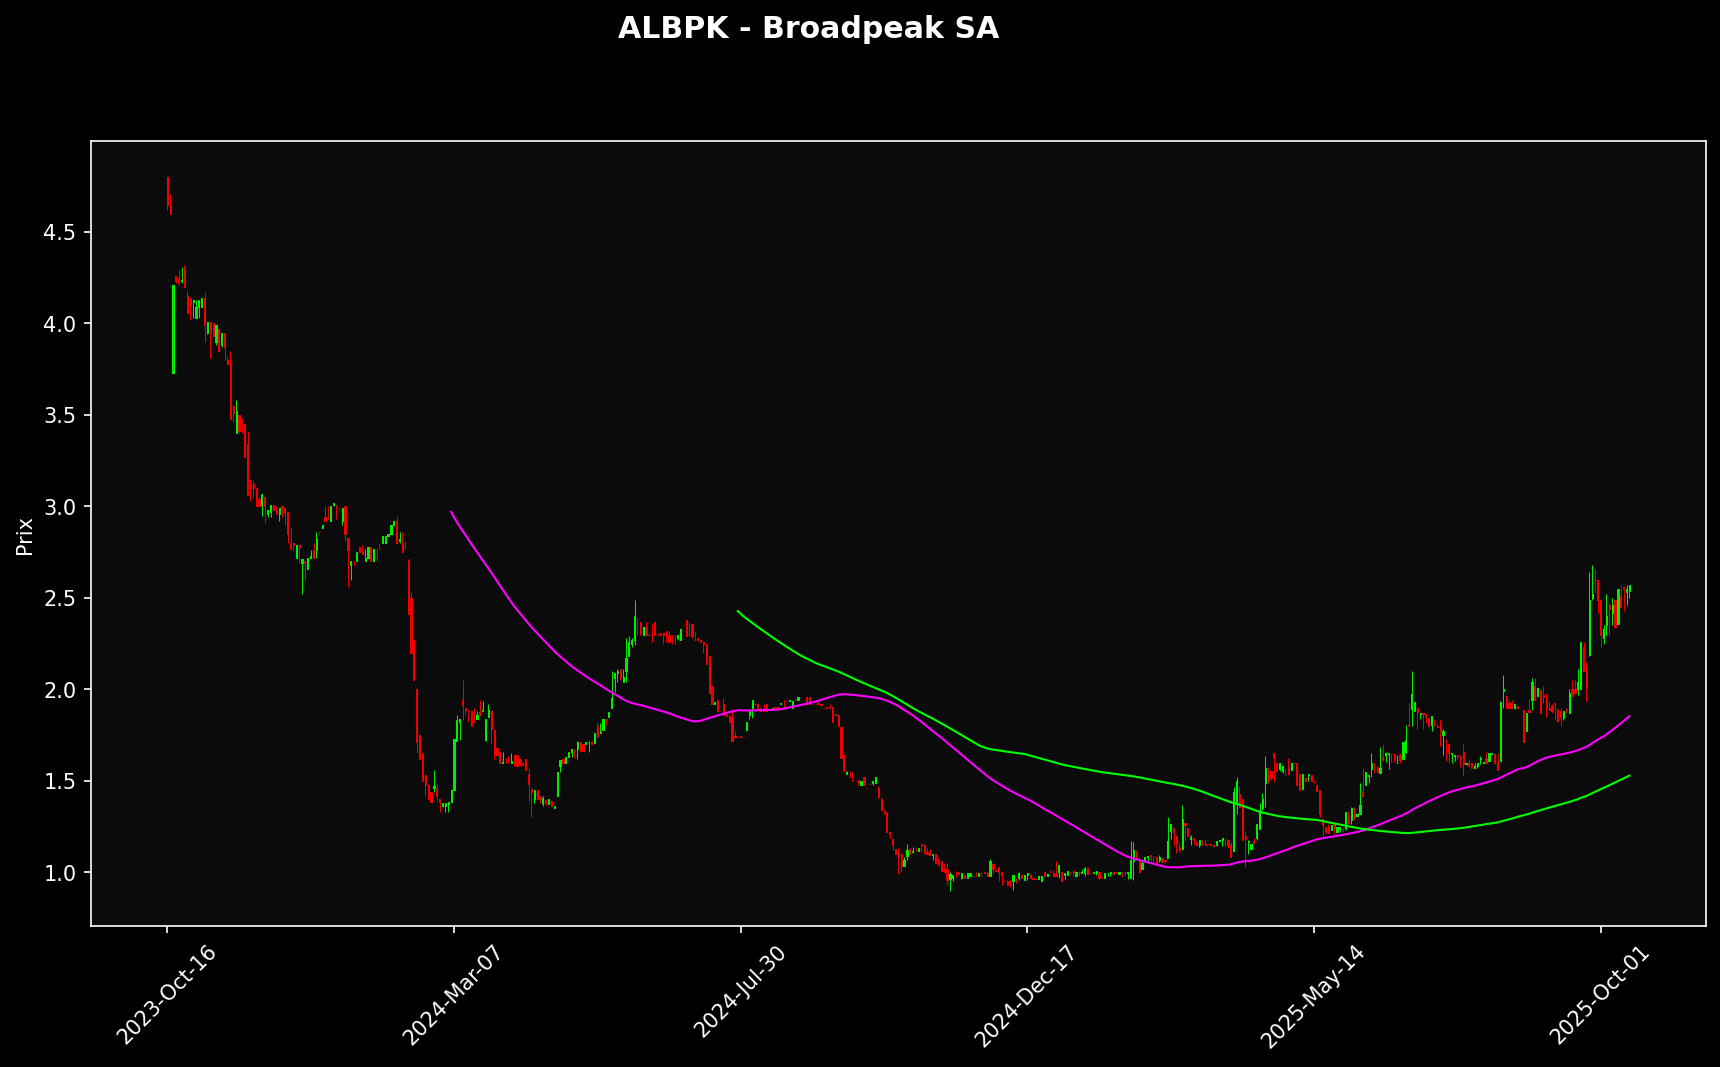 ALBPK - Broadpeak SA
Prix
4.5
4.0
3.5
3.0
2.5
2.0
1.5
1.0
2023-Oct-16
2024-Mar-07
2024-Jul-30
2024-Dec-17
2025-May-14
2025-Oct-01